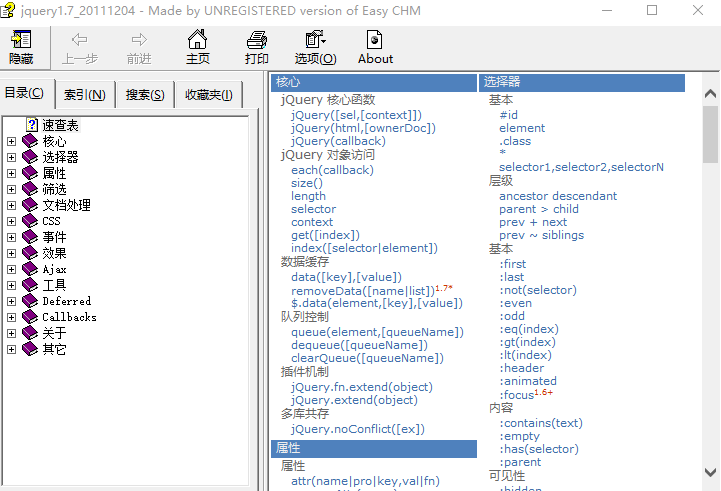 jquery1.7_20111204 - Made by UNREGISTERED version of Easy CHM
隐藏
上一步
前进
主页
打印
选项(O)
About
目录(C)
索引(N)
搜索(S)
收藏夹(I)
速查表
核心
选择器
属性
筛选
文档处理
CSS
事件
效果
Ajax
工具
Deferred
Callbacks
关于
其它
核心
jQuery 核心函数
jQuery([sel,[context]])
jQuery(html,[ownerDoc])
jQuery(callback)
jQuery 对象访问
each(callback)
size()
length
selector
context
get([index])
index([selector|element])
数据缓存
data([key],[value])
removeData([name|list])1.7*
$.data(element,[key],[value])
队列控制
queue(element,[queueName])
dequeue([queueName])
clearQueue([queueName])
插件机制
jQuery.fn.extend(object)
jQuery.extend(object)
多库共存
jQuery.noConflict([ex])
属性
属性
attr(name|pro|key,val|fn)
选择器
基本
#id
element
.class
*
selector1,selector2,selectorN
层级
ancestor descendant
parent > child
prev + next
prev ~ siblings
基本
:first
:last
:not(selector)
:even
:odd
:eq(index)
:gt(index)
:lt(index)
:header
:animated
:focus1.6+
内容
:contains(text)
:empty
:has(selector)
:parent
可见性
:hidden